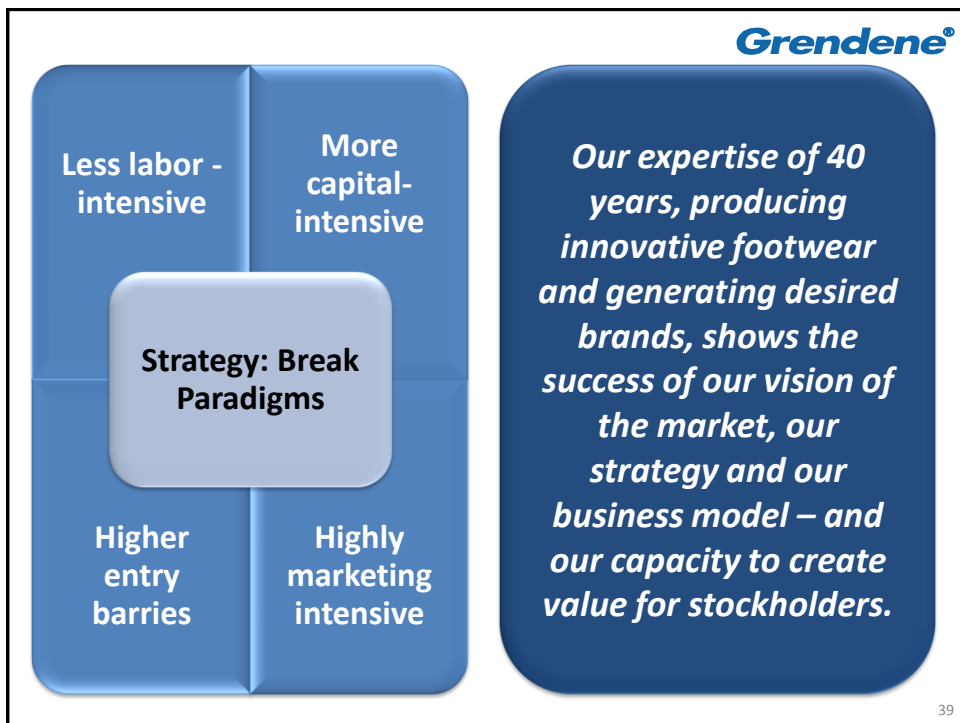 Grendene®
Less labor -
intensive
More
capital-
intensive
Strategy: Break
Paradigms
Higher
entry
barries
Highly
marketing
intensive
Our expertise of 40
years, producing
innovative footwear
and generating desired
brands, shows the
success of our vision of
the market, our
strategy and our
business model – and
our capacity to create
value for stockholders.
39